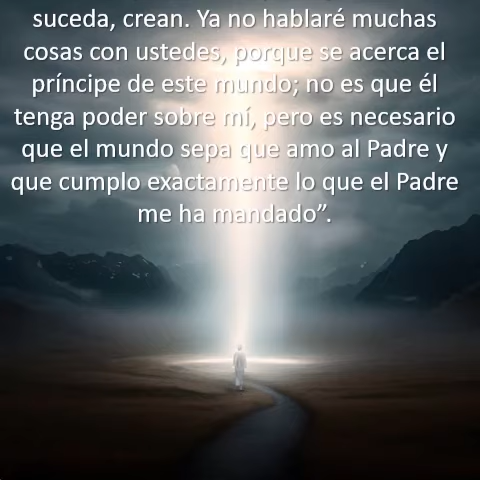 suceda, crean. Ya no hablaré muchas
cosas con ustedes, porque se acerca el
príncipe de este mundo; no es que él
tenga poder sobre mí, pero es necesario
que el mundo sepa que amo al Padre y
que cumplo exactamente lo que el Padre
me ha mandado”.